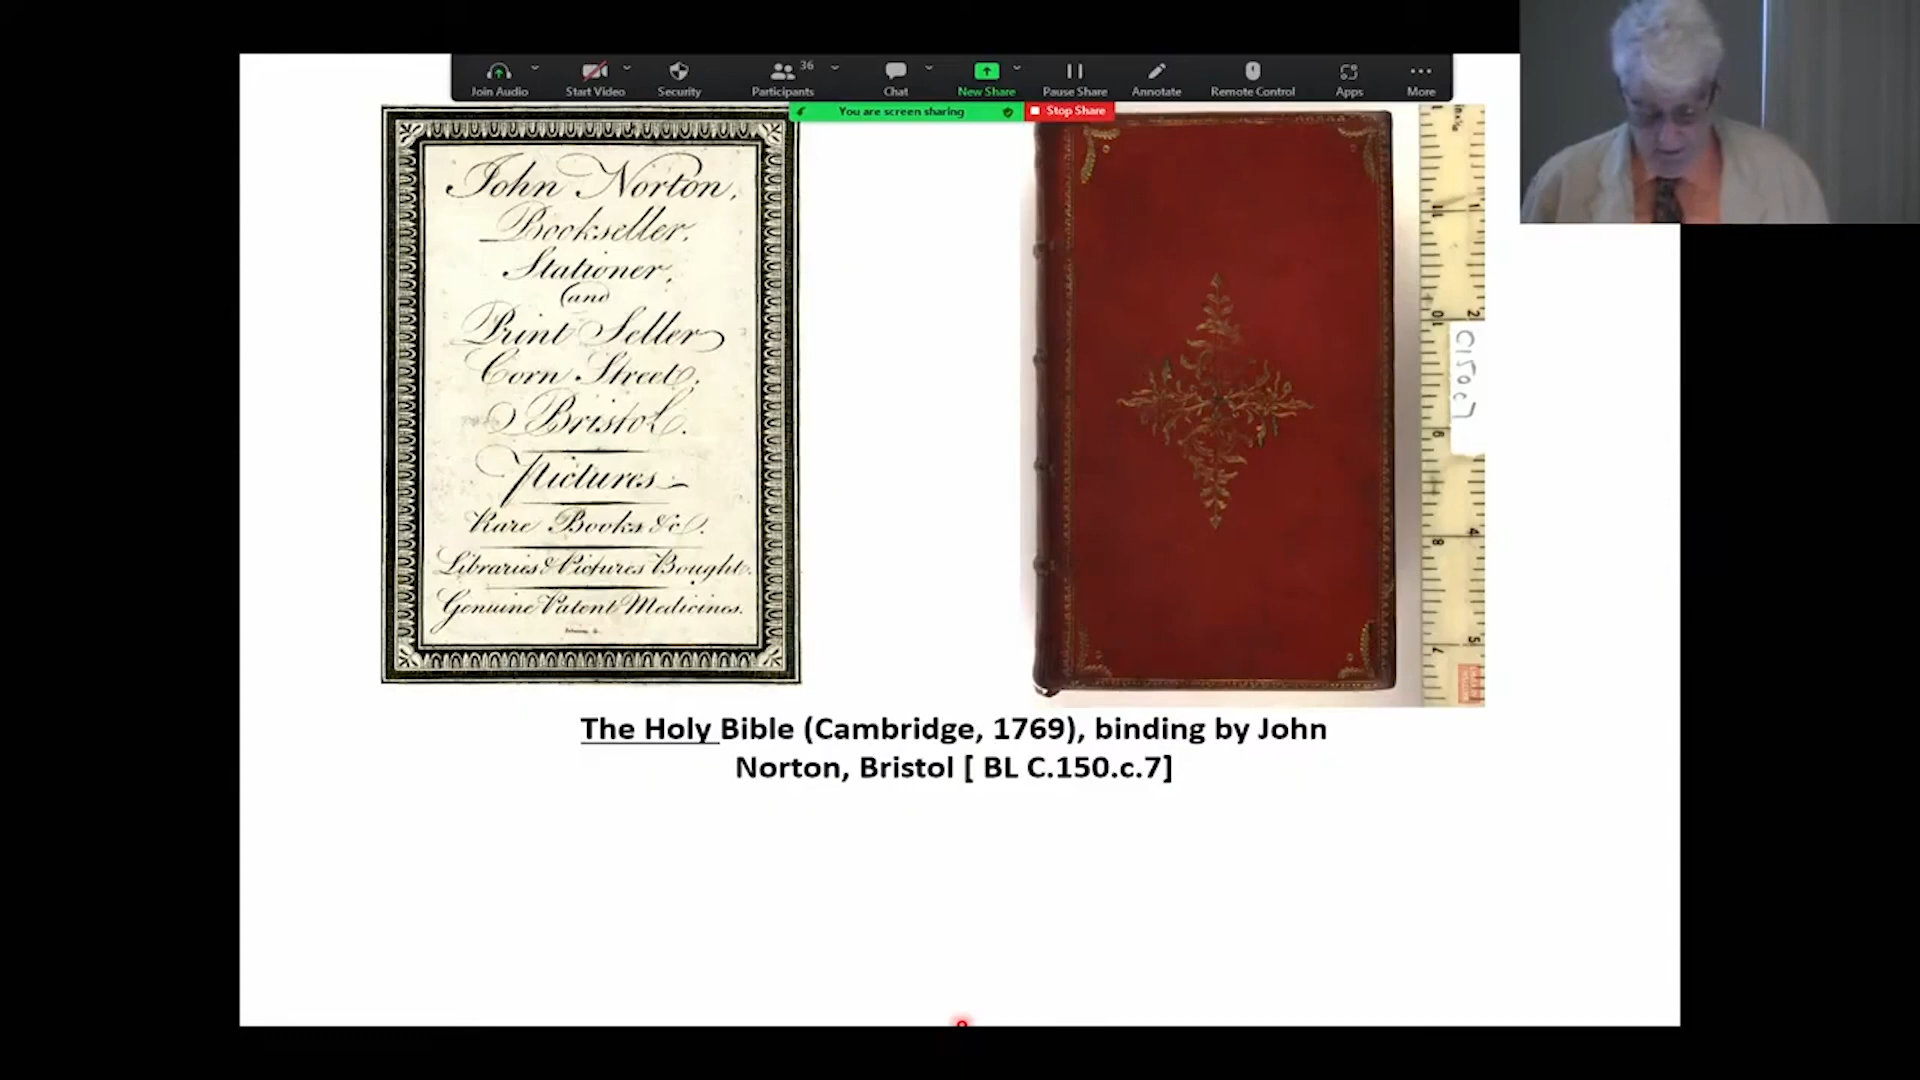 Join Audio
Start Video
Security
Participants
36
Chat
New Share
Pause Share
Annotate
Remote Control
Apps
More
You are screen sharing
Stop Share
John Norton,
Bookseller,
Stationer,
and
Print Seller
Corn Street,
Bristol.
Pictures
Rare Books &c.
Libraries & Pictures Bought.
Genuine Patent Medicines.
C150c7
The Holy Bible (Cambridge, 1769), binding by John
Norton, Bristol [ BL C.150.c.7]